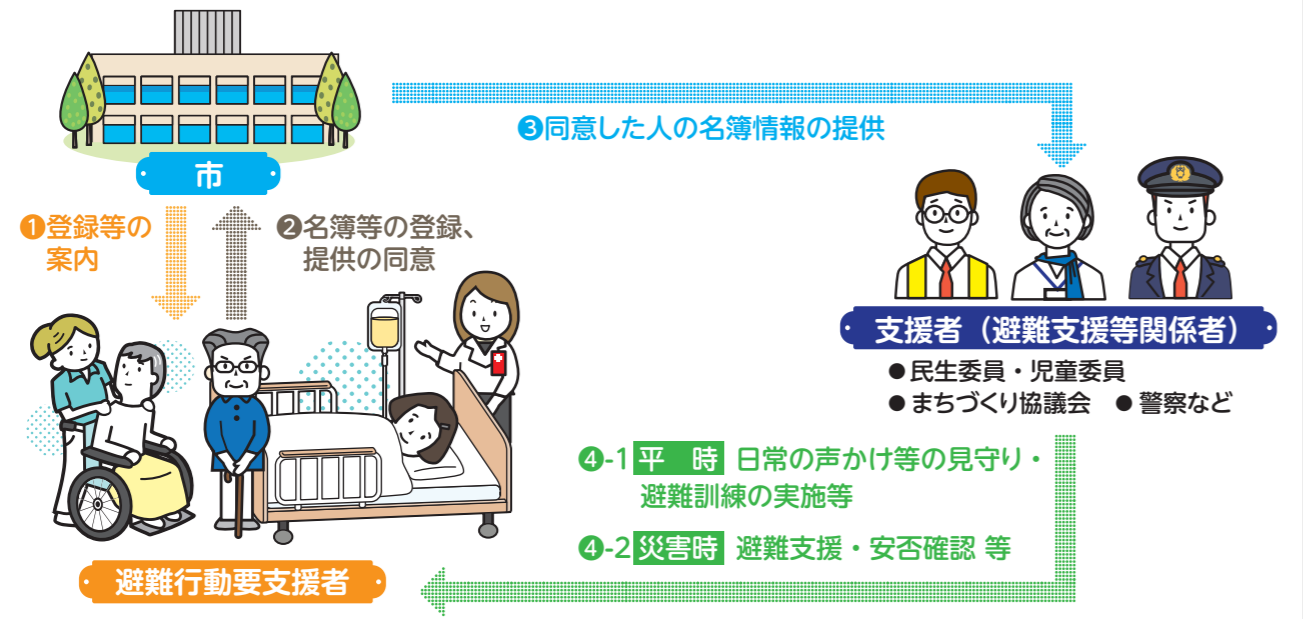 市
❸同意した人の名簿情報の提供
❶登録等の
案内
❷名簿等の登録、
提供の同意
支援者（避難支援等関係者）
●民生委員・児童委員
●まちづくり協議会 ●警察など
❹-1 平 時 日常の声かけ等の見守り・
避難訓練の実施等
❹-2 災害時 避難支援・安否確認 等
避難行動要支援者